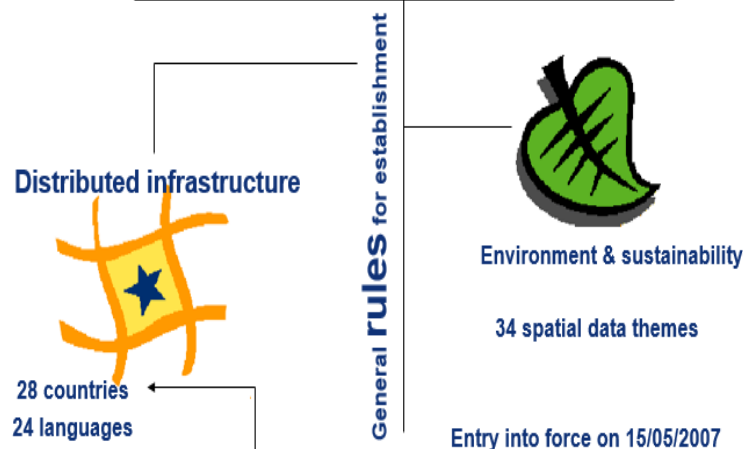 Distributed infrastructure
28 countries
24 languages
General rules for establishment
Environment & sustainability
34 spatial data themes
Entry into force on 15/05/2007